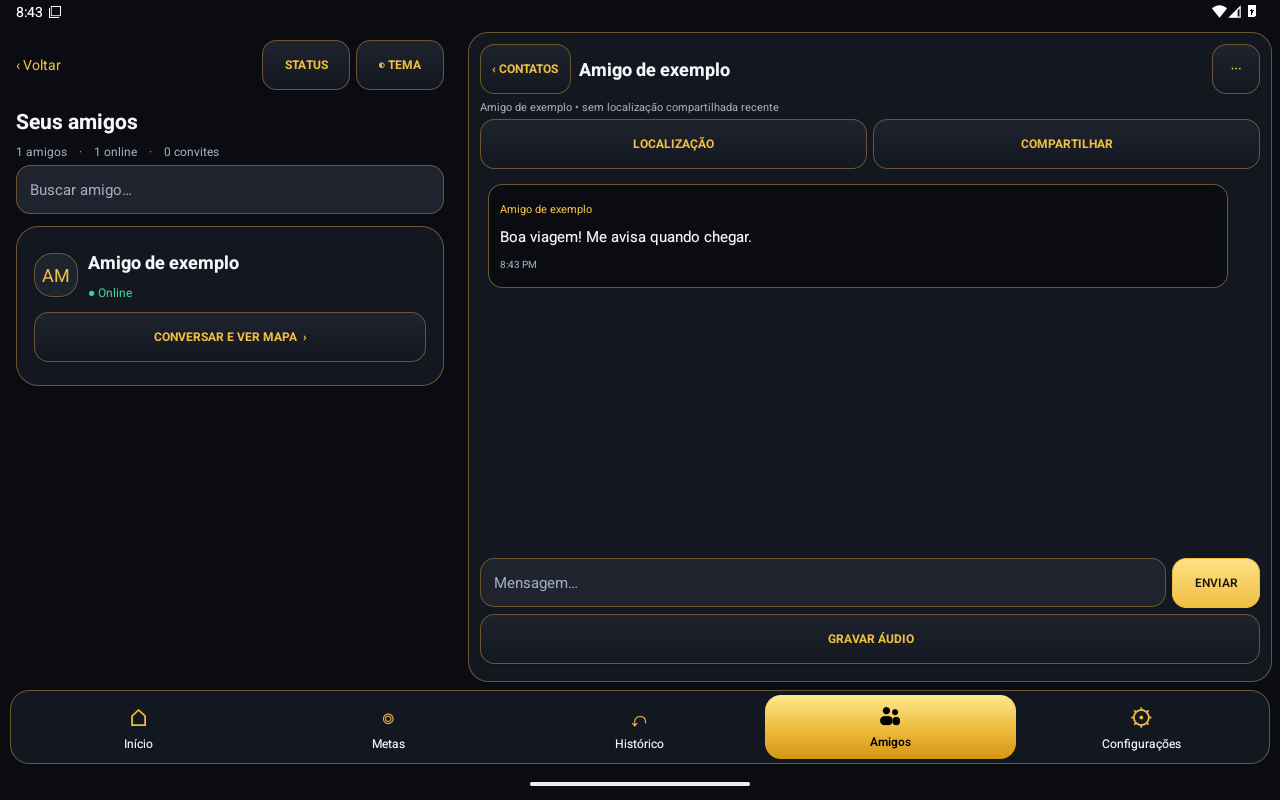 8:43
‹ Voltar
STATUS
TEMA
Seus amigos
1 amigos · 1 online · 0 convites
Buscar amigo…
AM
Amigo de exemplo
● Online
CONVERSAR E VER MAPA ›
‹ CONTATOS
Amigo de exemplo
...
Amigo de exemplo • sem localização compartilhada recente
LOCALIZAÇÃO
COMPARTILHAR
Amigo de exemplo
Boa viagem! Me avisa quando chegar.
8:43 PM
Mensagem…
ENVIAR
GRAVAR ÁUDIO
Início
Metas
Histórico
Amigos
Configurações